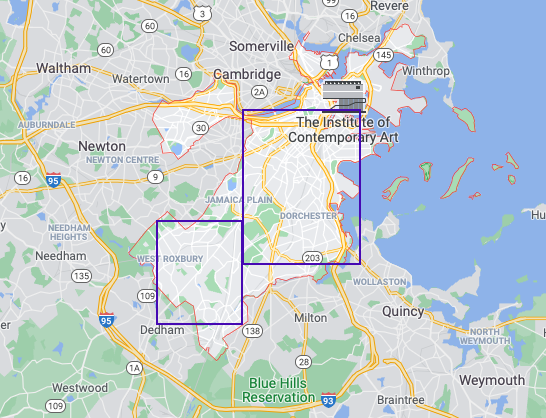 Revere
99
16
3
60
Chelsea
Somerville
145
60
1
Waltham
Winthrop
16
Cambridge
Watertown
2A
The Institute of
Contemporary Art
AUBURNDALE
30
Newton
NEWTON CENTRE
16
95
9
JAMAICA PLAIN
DORCHESTER
Hu
NEEDHAM
HEIGHTS
Needham
WEST ROXBURY
203
135
WOLLASTON
109
95
Quincy
Milton
er
Dedham
138
NORTH
WEYMOUTH
28
1A
Weymouth
Westwood
Blue Hills
Reservation
93
Braintree
109